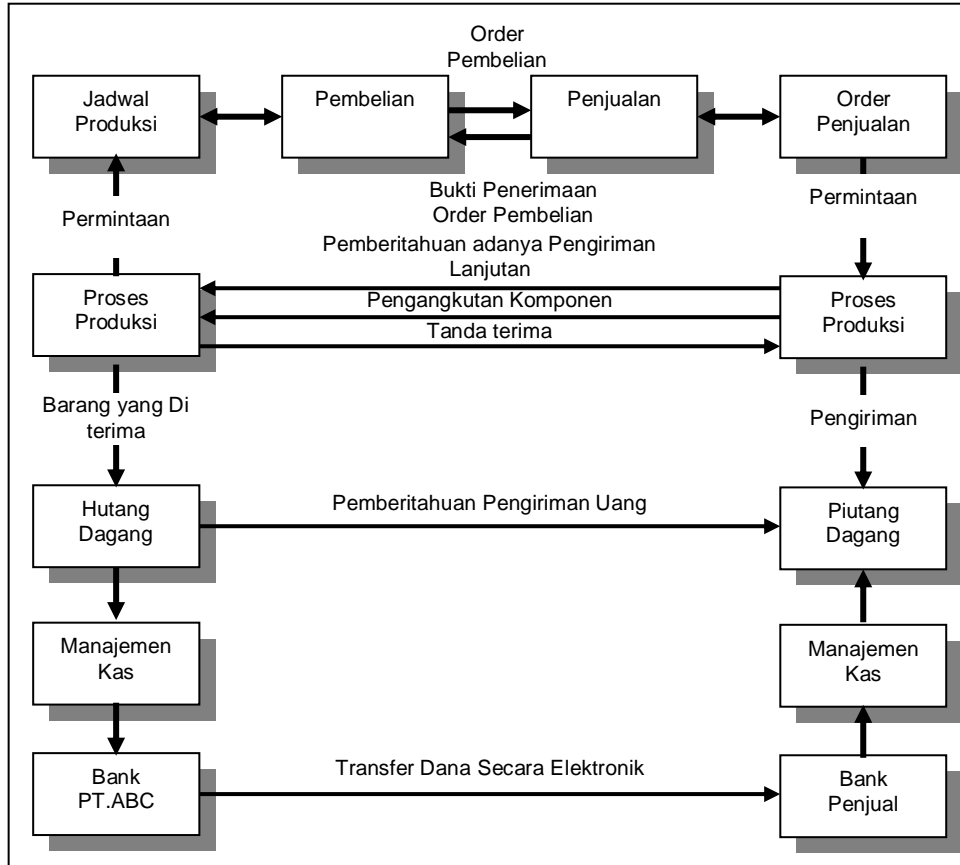 Order
Pembelian
Jadwal
Produksi
Pembelian
Penjualan
Order
Penjualan
Bukti Penerimaan
Order Pembelian
Permintaan
Permintaan
Pemberitahuan adanya Pengiriman
Lanjutan
Proses
Produksi
Pengangkutan Komponen
Tanda terima
Proses
Produksi
Barang yang Di
terima
Pengiriman
Hutang
Dagang
Pemberitahuan Pengiriman Uang
Piutang
Dagang
Manajemen
Kas
Manajemen
Kas
Bank
PT.ABC
Transfer Dana Secara Elektronik
Bank
Penjual